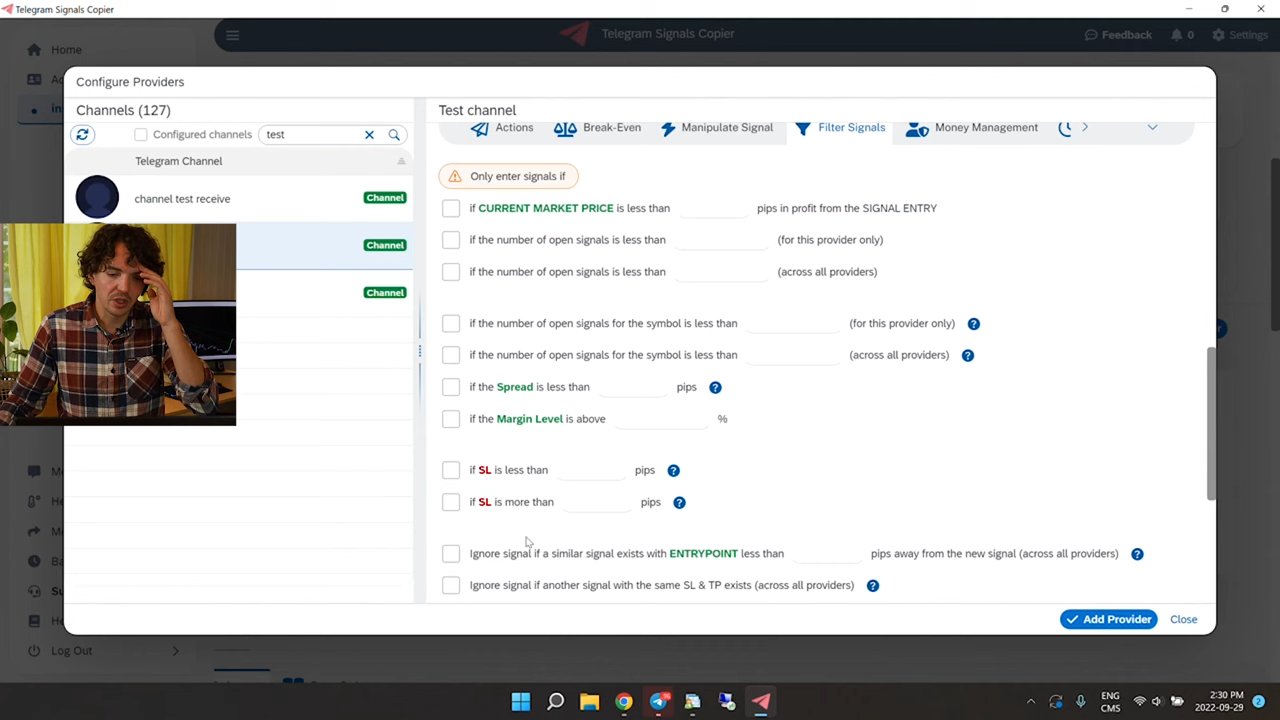 Telegram Signals Copier
Home
Telegram Signals Copier
Feedback
0
Settings
Configure Providers
Channels (127)
Configured channels
test
Telegram Channel
channel test receive
Channel
Channel
Channel
Test channel
Actions
Break-Even
Manipulate Signal
Filter Signals
Money Management
Only enter signals if
if CURRENT MARKET PRICE is less than pips in profit from the SIGNAL ENTRY
if the number of open signals is less than (for this provider only)
if the number of open signals is less than (across all providers)
if the number of open signals for the symbol is less than (for this provider only) ?
if the number of open signals for the symbol is less than (across all providers) ?
if the Spread is less than pips ?
if the Margin Level is above %
if SL is less than pips ?
if SL is more than pips ?
Ignore signal if a similar signal exists with ENTRYPOINT less than pips away from the new signal (across all providers) ?
Ignore signal if another signal with the same SL & TP exists (across all providers) ?
Add Provider
Close
Log Out
ENG
CMS
2:30 PM
2022-09-29
2